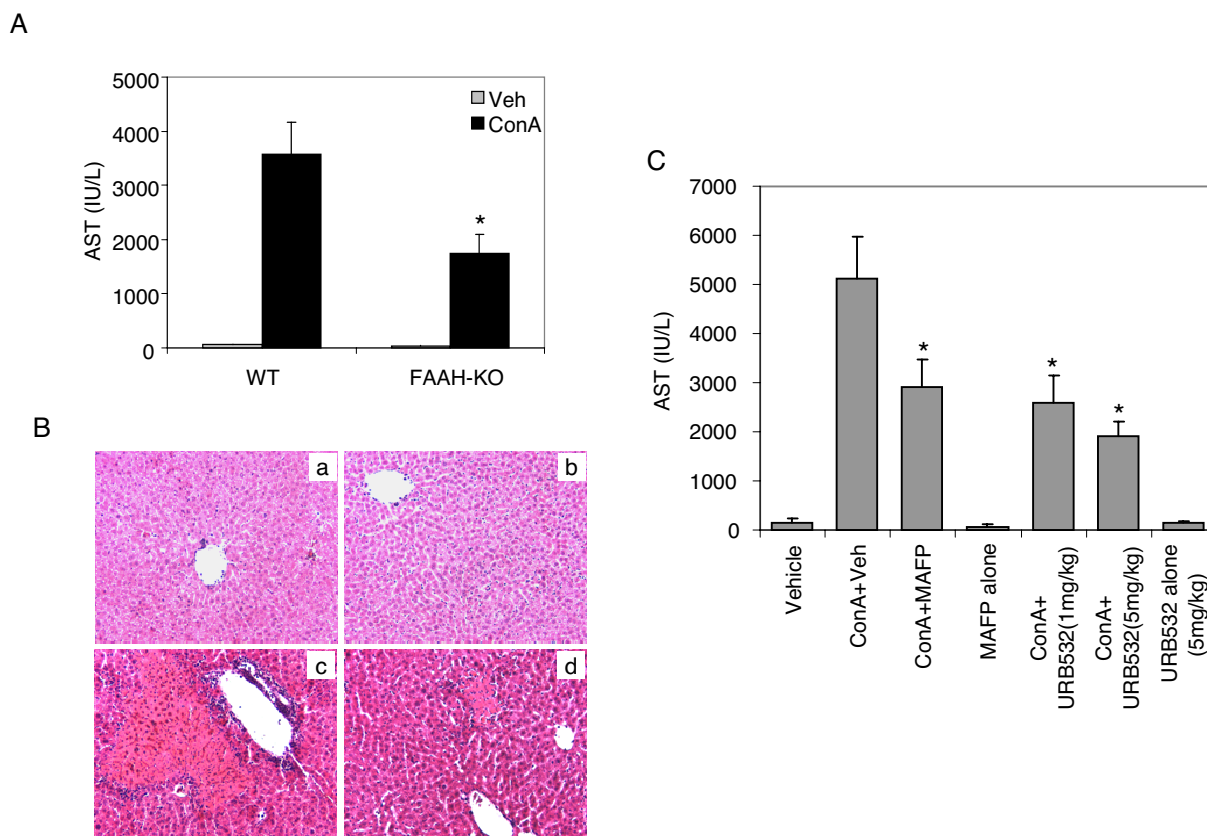 A
5000
4000
3000
2000
1000
0
AST (IU/L)
Veh
ConA
*
WT
FAAH-KO
B
a
b
c
d
C
7000
6000
5000
4000
3000
2000
1000
0
AST (IU/L)
*
*
*
Vehicle
ConA+Veh
ConA+MAFP
MAFP alone
ConA+
URB532(1mg/kg)
ConA+
URB532(5mg/kg)
URB532 alone
(5mg/kg)